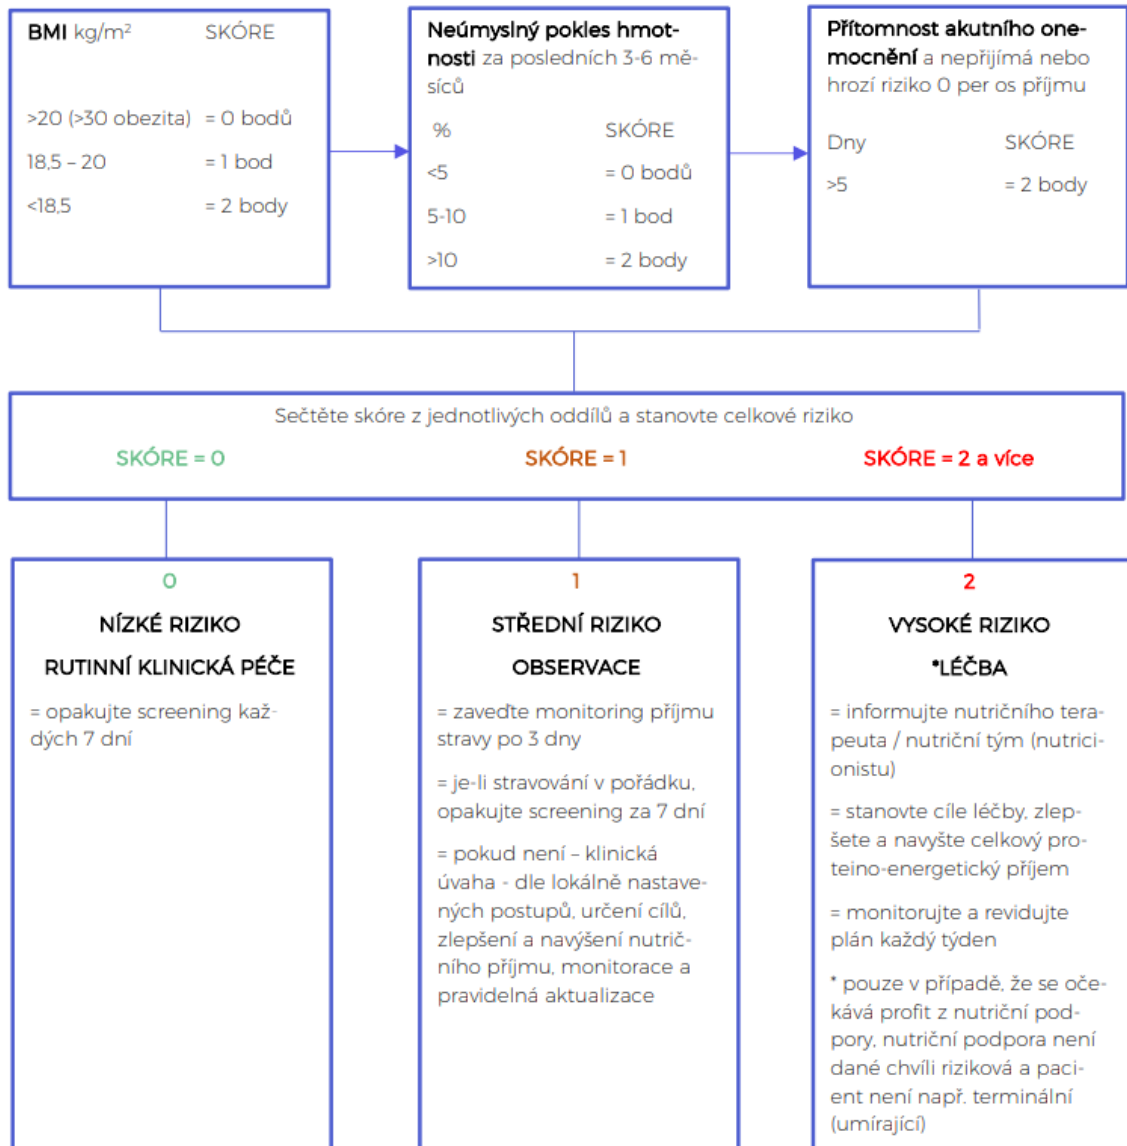 BMI kg/m² SKÓRE
>20 (>30 obezita) = 0 bodů
18,5 – 20 = 1 bod
<18,5 = 2 body
Neúmyslný pokles hmot-
nosti za posledních 3-6 mě-
síců
% SKÓRE
<5 = 0 bodů
5-10 = 1 bod
>10 = 2 body
Přítomnost akutního one-
mocnění a nepřijímá nebo
hrozí riziko 0 per os příjmu
Dny SKÓRE
>5 = 2 body
Sečtěte skóre z jednotlivých oddílů a stanovte celkové riziko
SKÓRE = 0 SKÓRE = 1 SKÓRE = 2 a více
0
NÍZKÉ RIZIKO
RUTINNÍ KLINICKÁ PÉČE
= opakujte screening kaž-
dých 7 dní
1
STŘEDNÍ RIZIKO
OBSERVACE
= zaveďte monitoring příjmu
stravy po 3 dny
= je-li stravování v pořádku,
opakujte screening za 7 dní
= pokud není – klinická
úvaha - dle lokálně nastave-
ných postupů, určení cílů,
zlepšení a navýšení nutrič-
ního příjmu, monitorace a
pravidelná aktualizace
2
VYSOKÉ RIZIKO
*LÉČBA
= informujte nutričního tera-
peuta / nutriční tým (nutrici-
onistu)
= stanovte cíle léčby, zlep-
šete a navyšte celkový pro-
teino-energetický příjem
= monitorujte a revidujte
plán každý týden
* pouze v případě, že se oče-
kává profit z nutriční pod-
pory, nutriční podpora není
dané chvíli riziková a paci-
ent není např. terminální
(umírající)